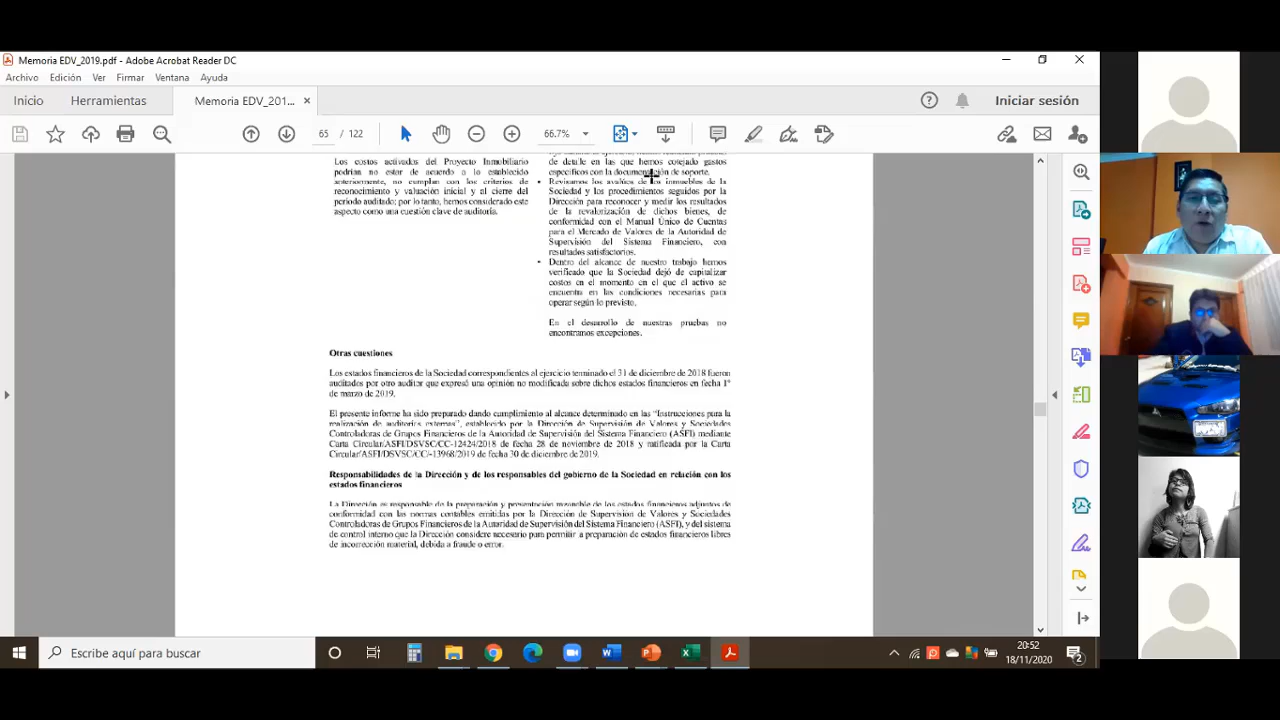 Memoria EDV_2019.pdf - Adobe Acrobat Reader DC
Archivo Edición Ver Firmar Ventana Ayuda
Inicio Herramientas Memoria EDV_201... × Iniciar sesión
65 / 122 66.7%
Los costos activados del Proyecto Inmobiliario
podrían no estar de acuerdo a lo establecido
anteriormente, no cumplan con los criterios de
reconocimiento y valuación inicial y al cierre del
periodo auditado; por lo tanto, hemos considerado este
aspecto como una cuestión clave de auditoría.
de detalle en las que hemos cotejado gastos
específicos con la documentación de soporte.
• Revisamos los avalúos de los inmuebles de la
Sociedad y los procedimientos seguidos por la
Dirección para reconocer y medir los resultados
de la revalorización de dichos bienes, de
conformidad con el Manual Único de Cuentas
para el Mercado de Valores de la Autoridad de
Supervisión del Sistema Financiero, con
resultados satisfactorios.
• Dentro del alcance de nuestro trabajo hemos
verificado que la Sociedad dejó de capitalizar
costos en el momento en el que el activo se
encuentra en las condiciones necesarias para
operar según lo previsto.
En el desarrollo de nuestras pruebas no
encontramos excepciones.
Otras cuestiones
Los estados financieros de la Sociedad correspondientes al ejercicio terminado el 31 de diciembre de 2018 fueron
auditados por otro auditor que expresó una opinión no modificada sobre dichos estados financieros en fecha 1°
de marzo de 2019.
El presente informe ha sido preparado dando cumplimiento al alcance determinado en las "Instrucciones para la
realización de auditorías externas", establecido por la Dirección de Supervisión de Valores y Sociedades
Controladoras de Grupos Financieros de la Autoridad de Supervisión del Sistema Financiero (ASFI) mediante
Carta Circular/ASFI/DSVSC/CC-12424/2018 de fecha 28 de noviembre de 2018 y ratificada por la Carta
Circular/ASFI/DSVSC/CC/-13968/2019 de fecha 30 de diciembre de 2019.
Responsabilidades de la Dirección y de los responsables del gobierno de la Sociedad en relación con los
estados financieros
La Dirección es responsable de la preparación y presentación razonable de los estados financieros adjuntos de
conformidad con las normas contables emitidas por la Dirección de Supervisión de Valores y Sociedades
Controladoras de Grupos Financieros de la Autoridad de Supervisión del Sistema Financiero (ASFI), y del sistema
de control interno que la Dirección considere necesario para permitir a preparación de estados financieros libres
de incorrección material, debida a fraude o error.
Escribe aquí para buscar
20:52
18/11/2020
2